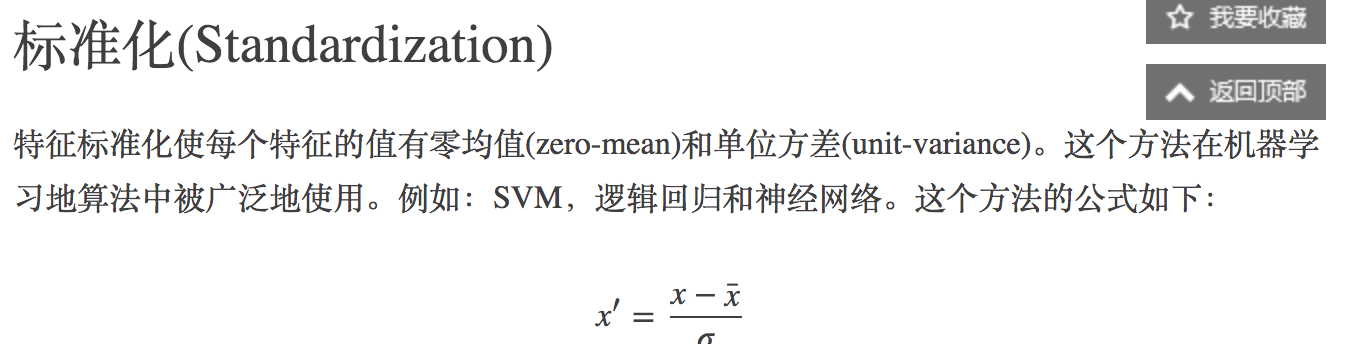 标准化(Standardization)
我要收藏
返回顶部
特征标准化使每个特征的值有零均值(zero-mean)和单位方差(unit-variance)。这个方法在机器学
习地算法中被广泛地使用。例如：SVM，逻辑回归和神经网络。这个方法的公式如下：
x′ = (x − x̄) / σ